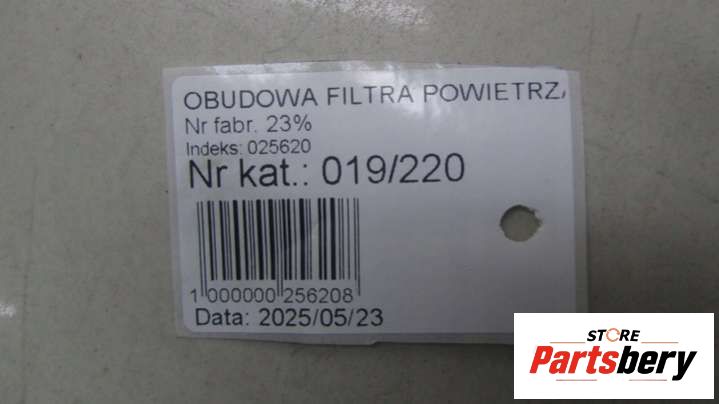 OBUDOWA FILTRA POWIETRZA
Nr fabr. 23%
Indeks: 025620
Nr kat.: 019/220
1 000000 256208
Data: 2025/05/23
STORE
Partsbery